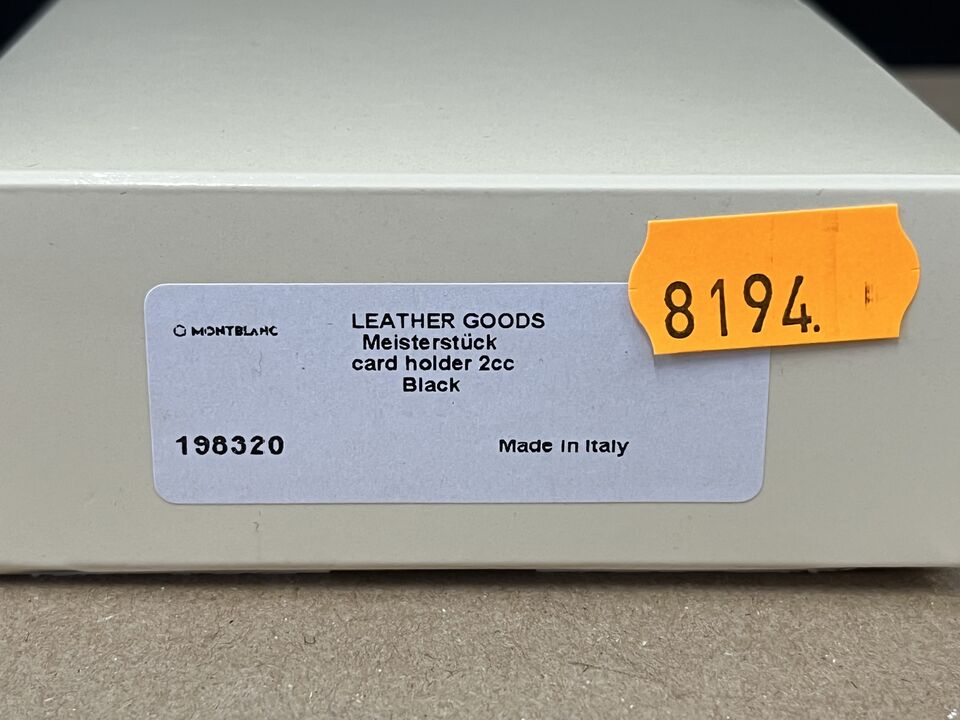 MONTBLANC
LEATHER GOODS
Meisterstück
card holder 2cc
Black
198320
Made in Italy
8194.